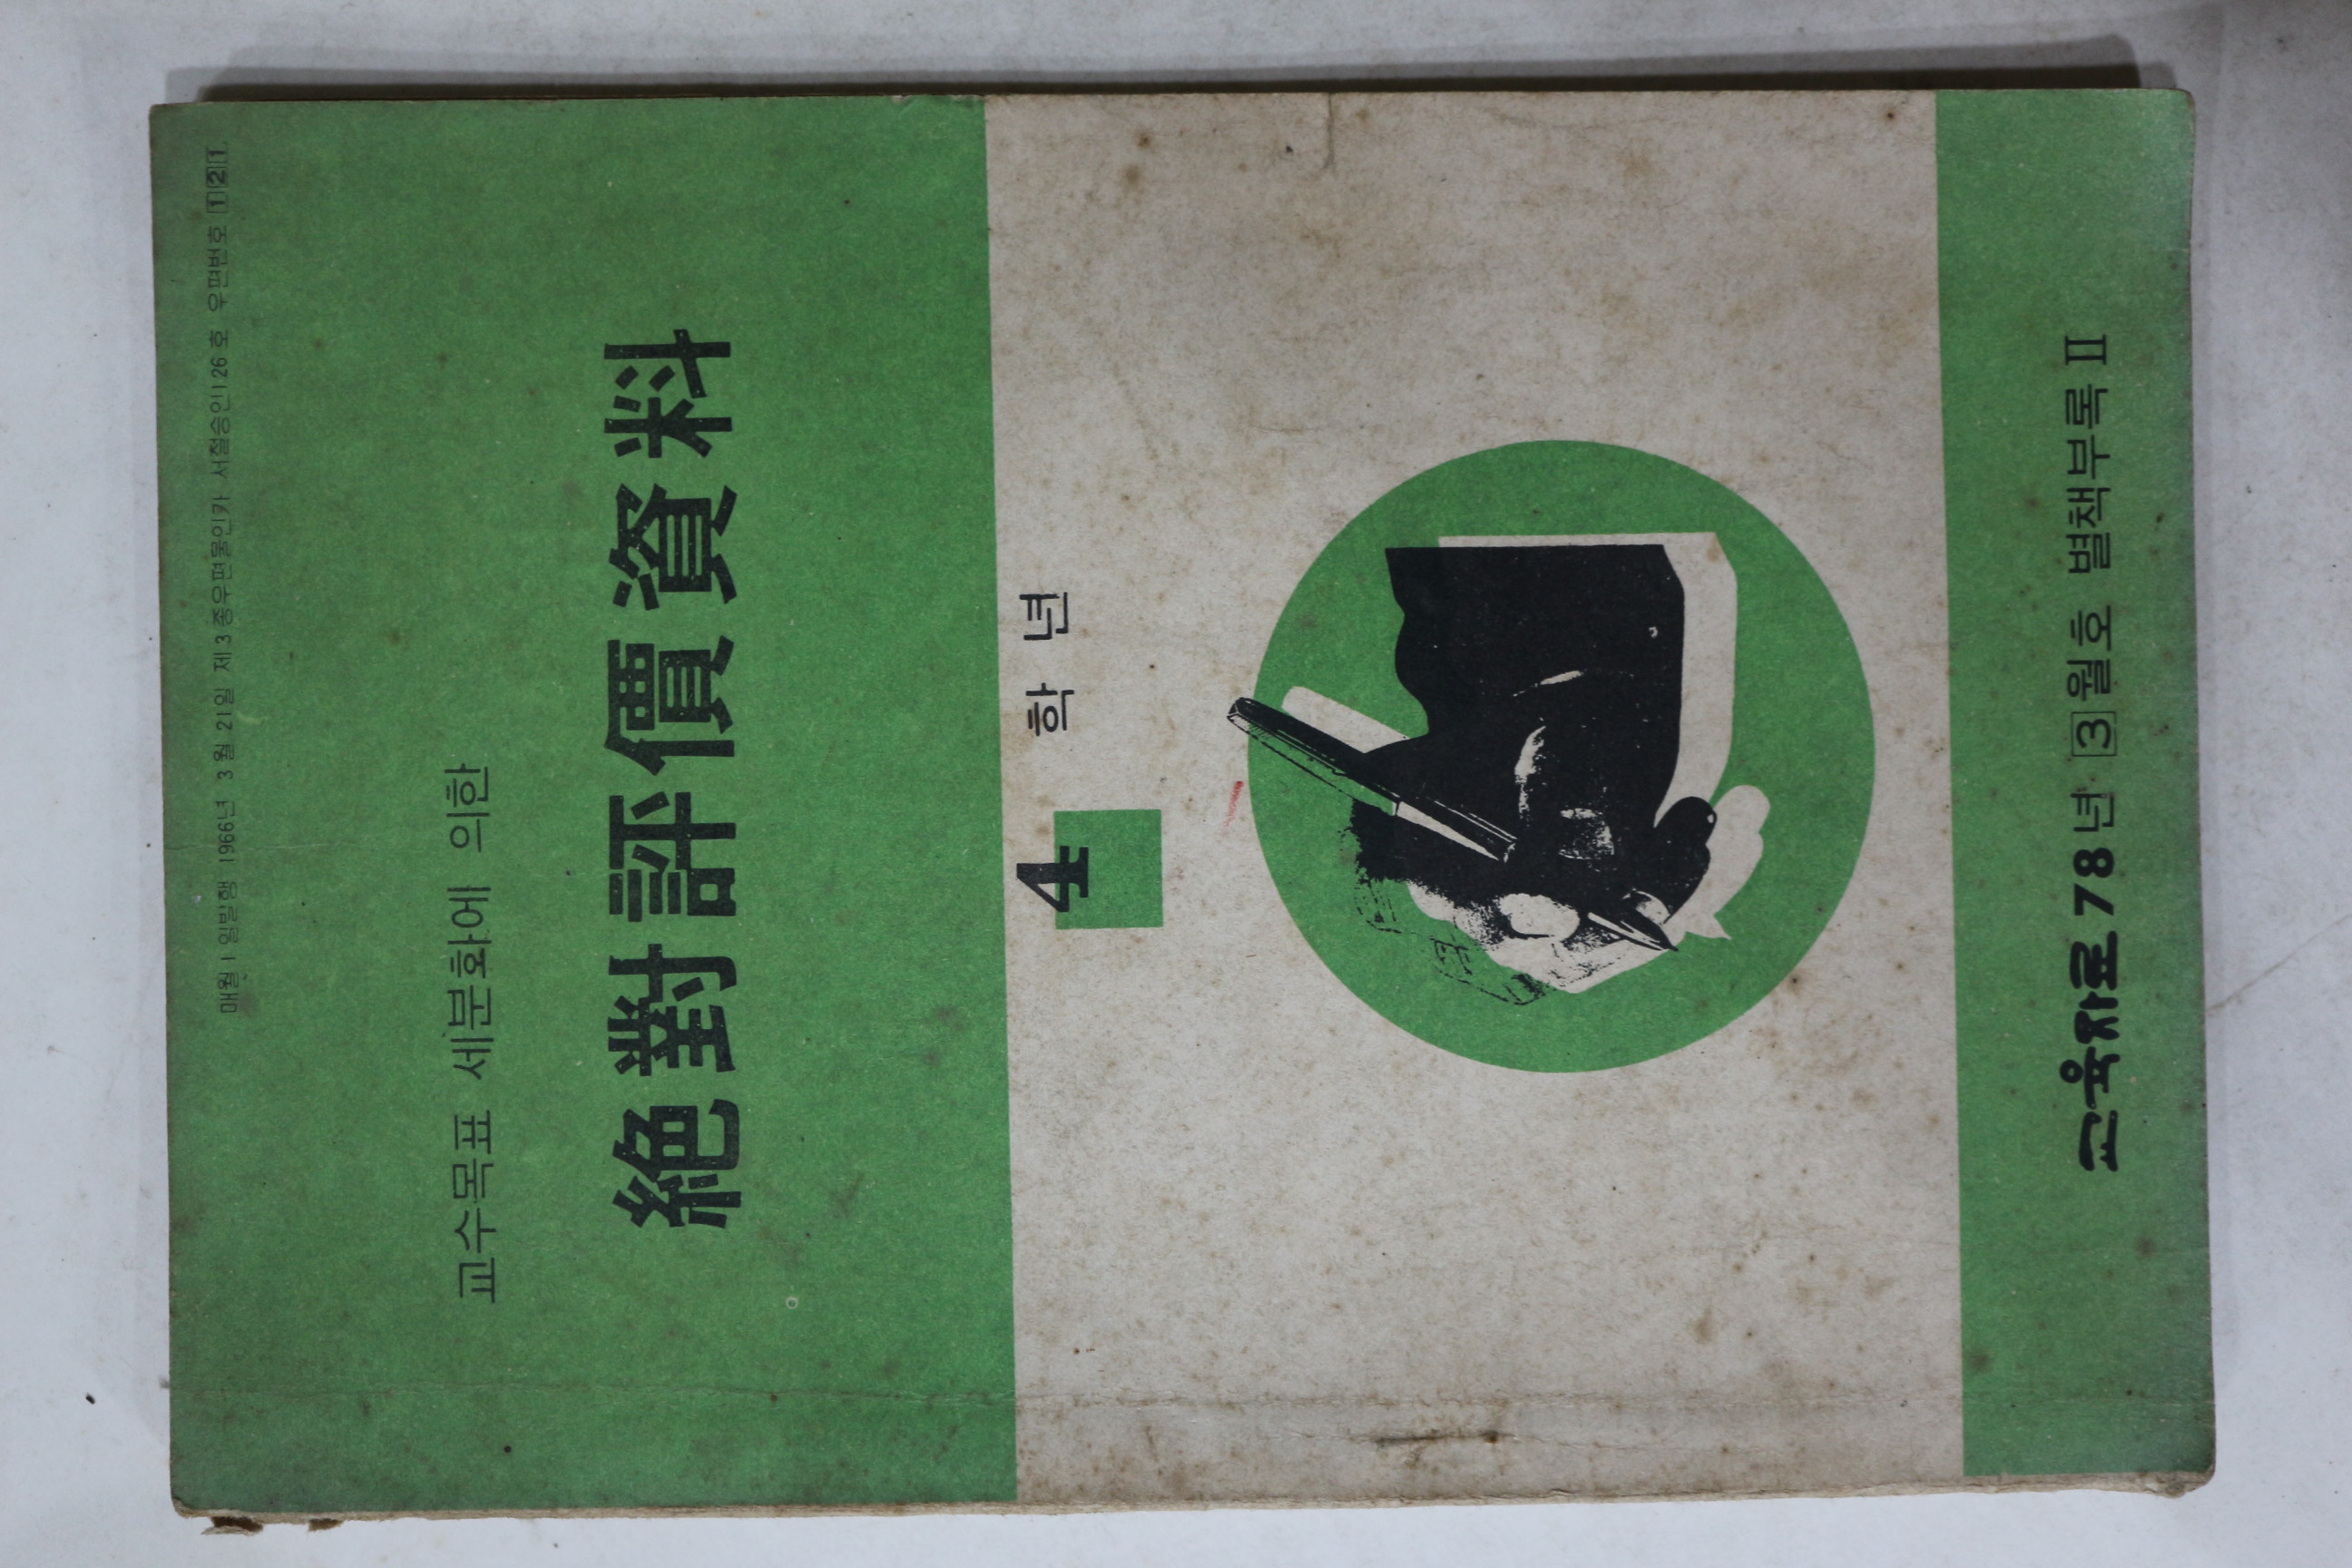 매월1일발행 1966년 3월 21일 제3종우편물인가 서철승인126호 우편번호 121
교수목표 세분화에 의한
絶對評價資料
4 학년
교육자료 78년 3월호 별책부록 II